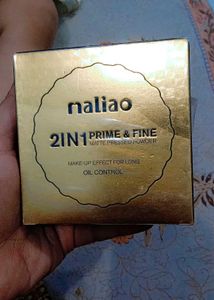 maliao
2IN1 PRIME & FINE
MATTE PRESSED POWDER
MAKE-UP EFFECT FOR LONG
OIL CONTROL